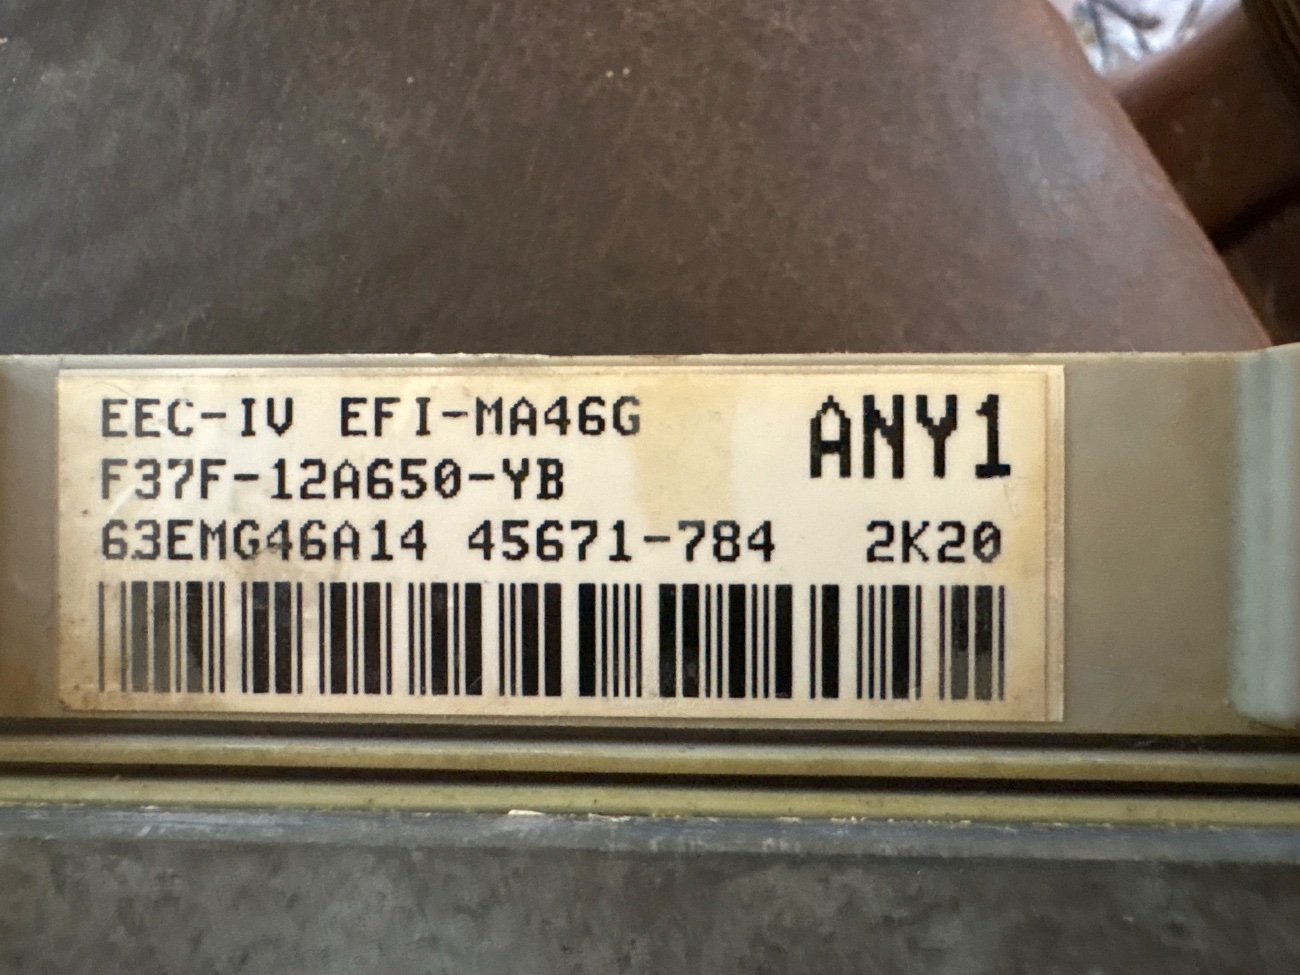 EEC-IV EFI-MA46G
ANY1
F37F-12A650-YB
63EMG46A14 45671-784 2K20